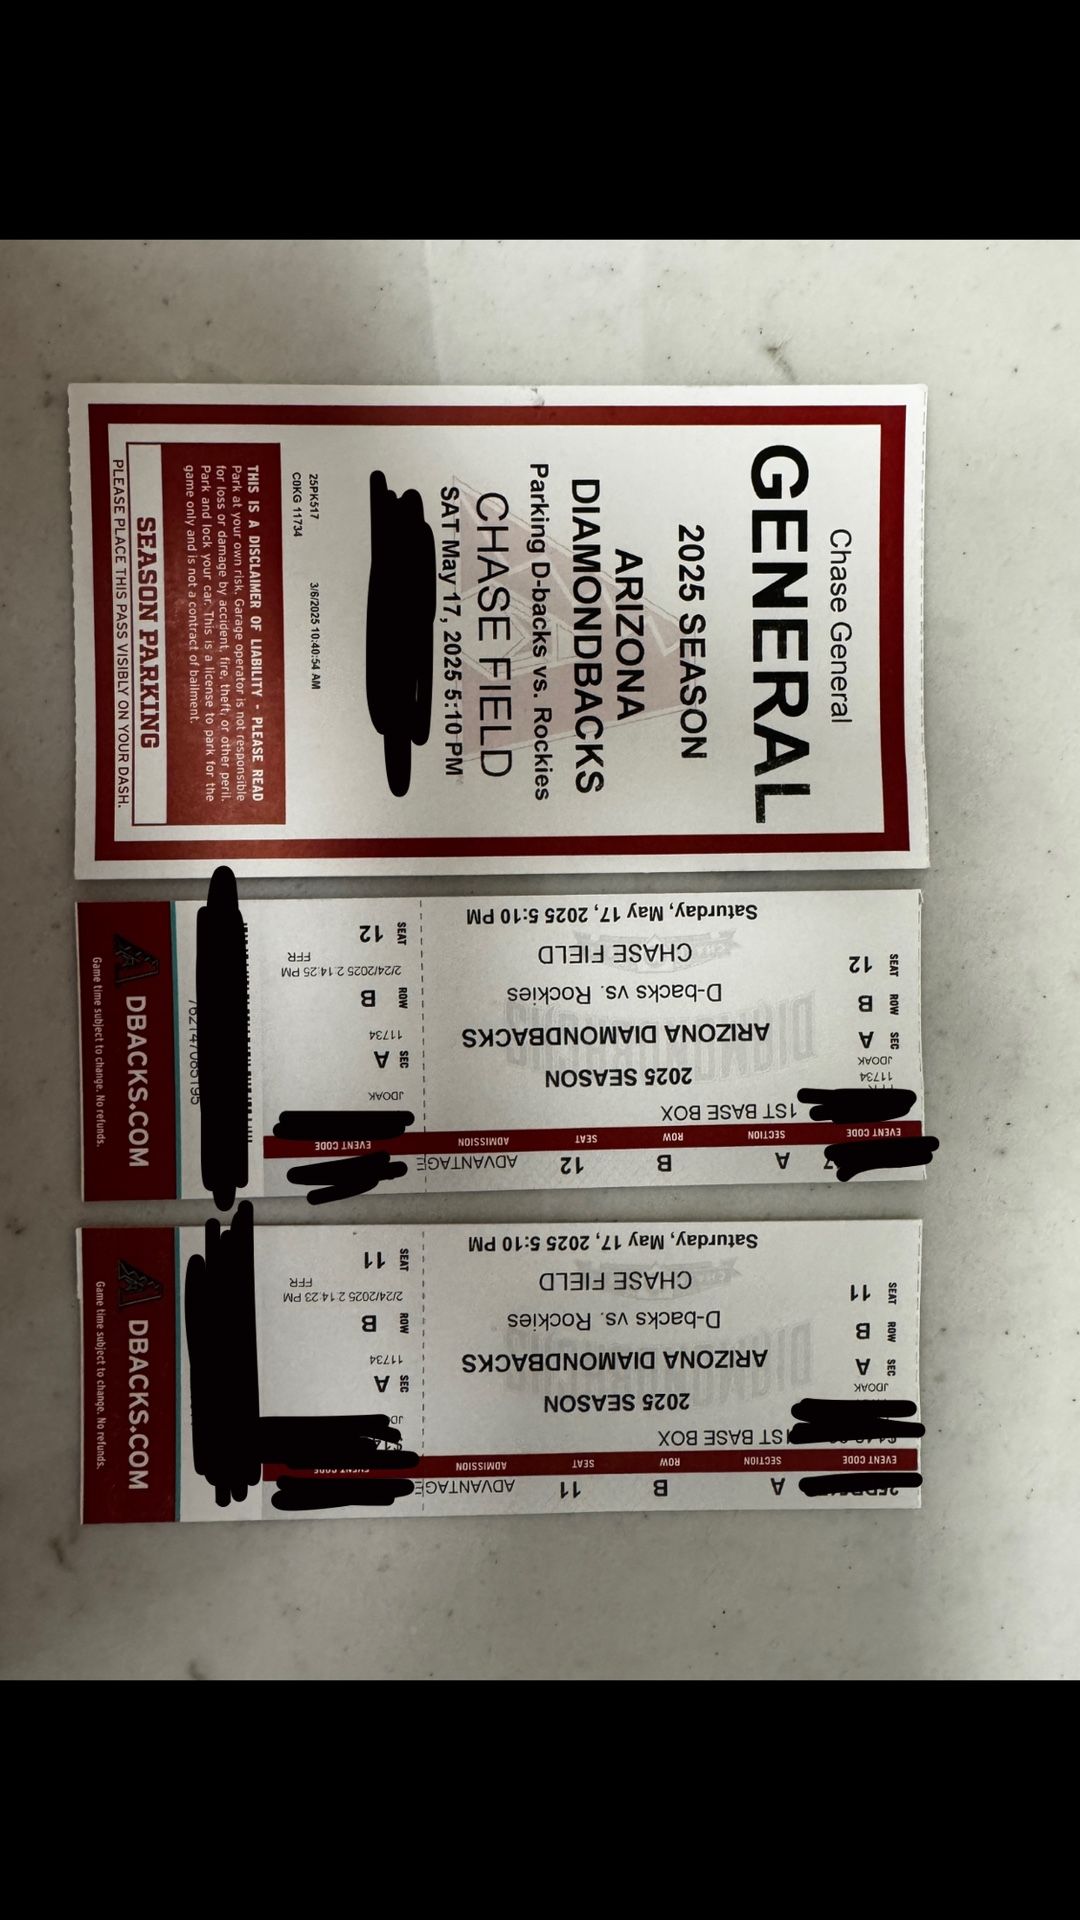 Chase General
GENERAL
2025 SEASON
ARIZONA
DIAMONDBACKS
Parking D-backs vs. Rockies
CHASE FIELD
SAT May 17, 2025 5:10 PM
25PK517 3/6/2025 10:40:54 AM
C0KG 11734
THIS IS A DISCLAIMER OF LIABILITY - PLEASE READ
Park at your own risk. Garage operator is not responsible
for loss or damage by accident, fire, theft, or other peril.
Park and lock your car. This is a license to park for the
game only and is not a contract of bailment.
SEASON PARKING
PLEASE PLACE THIS PASS VISIBLY ON YOUR DASH.
EVENT CODE SECTION ROW SEAT ADMISSION EVENT CODE
A B 12 ADVANTAGE
1ST BASE BOX
2025 SEASON
ARIZONA DIAMONDBACKS
D-backs vs. Rockies
CHASE FIELD
Saturday, May 17, 2025 5:10 PM
11734
JDOAK
SEC A
ROW B
SEAT 12
JDOAK
SEC A
11734
ROW B
2/24/2025 2:14:25 PM
FFR
SEAT 12
DBACKS.COM
Game time subject to change. No refunds.
A B 11 ADVANTAGE
EVENT CODE SECTION ROW SEAT ADMISSION
1ST BASE BOX
2025 SEASON
ARIZONA DIAMONDBACKS
D-backs vs. Rockies
CHASE FIELD
Saturday, May 17, 2025 5:10 PM
JDOAK
SEC A
ROW B
SEAT 11
SEC A
11734
ROW B
2/24/2025 2:14:23 PM
FFR
SEAT 11
DBACKS.COM
Game time subject to change. No refunds.